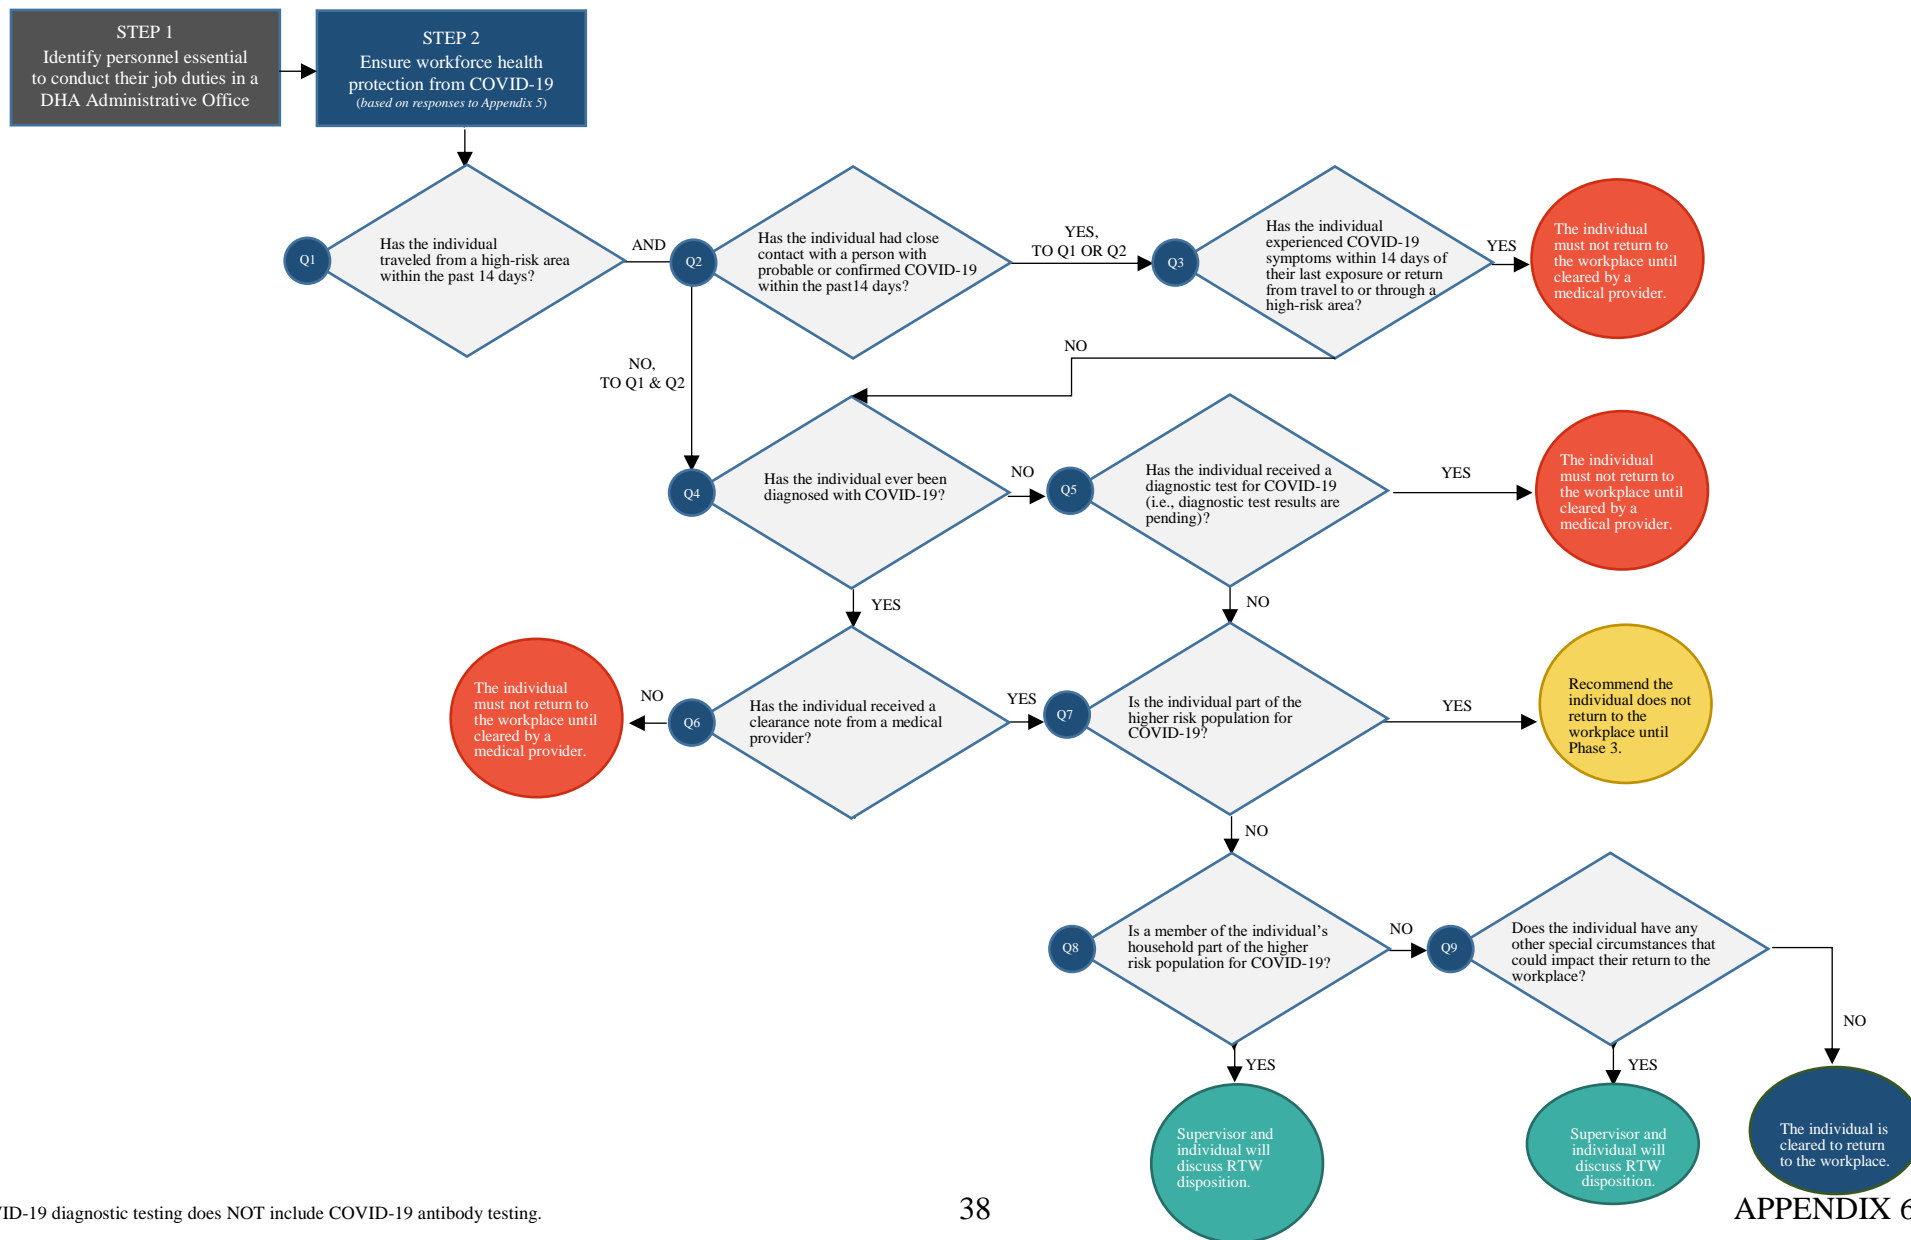 STEP 1
Identify personnel essential
to conduct their job duties in a
DHA Administrative Office
STEP 2
Ensure workforce health
protection from COVID-19
(based on responses to Appendix 5)
Q1
Has the individual
traveled from a high-risk area
within the past 14 days?
AND
Q2
Has the individual had close
contact with a person with
probable or confirmed COVID-19
within the past14 days?
YES,
TO Q1 OR Q2
Q3
Has the individual
experienced COVID-19
symptoms within 14 days of
their last exposure or return
from travel to or through a
high-risk area?
YES
The individual
must not return to
the workplace until
cleared by a
medical provider.
NO,
TO Q1 & Q2
NO
Q4
Has the individual ever been
diagnosed with COVID-19?
NO
Q5
Has the individual received a
diagnostic test for COVID-19
(i.e., diagnostic test results are
pending)?
YES
The individual
must not return to
the workplace until
cleared by a
medical provider.
YES
NO
The individual
must not return to
the workplace until
cleared by a
medical provider.
NO
Q6
Has the individual received a
clearance note from a medical
provider?
YES
Q7
Is the individual part of the
higher risk population for
COVID-19?
YES
Recommend the
individual does not
return to the
workplace until
Phase 3.
NO
Q8
Is a member of the individual's
household part of the higher
risk population for COVID-19?
NO
Q9
Does the individual have any
other special circumstances that
could impact their return to the
workplace?
NO
YES
YES
Supervisor and
individual will
discuss RTW
disposition.
Supervisor and
individual will
discuss RTW
disposition.
The individual is
cleared to return
to the workplace.
VID-19 diagnostic testing does NOT include COVID-19 antibody testing.
38
APPENDIX 6